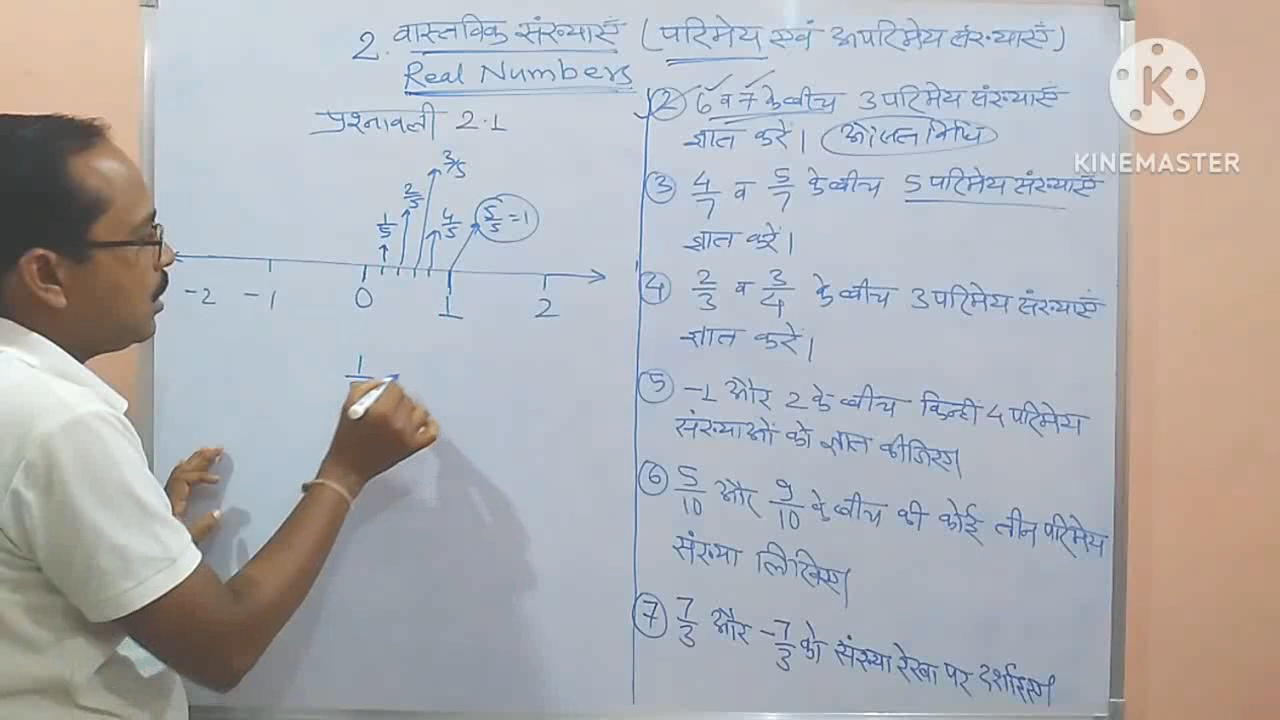 2. वास्तविक संख्याएँ (परिमेय एवं अपरिमेय संख्याएँ)
Real Numbers
प्रश्नावली 2.1
1/5 2/5 3/5 4/5 5/5 = 1
-2 -1 0 1 2
1
② 6 व 7 के बीच 3 परिमेय संख्याएँ
ज्ञात करें। औसत विधि
③ 4/7 व 5/7 के बीच 5 परिमेय संख्याएँ
ज्ञात करें।
④ 2/3 व 3/4 के बीच 3 परिमेय संख्याएँ
ज्ञात करें।
⑤ -1 और 2 के बीच किन्हीं 4 परिमेय
संख्याओं को ज्ञात कीजिए।
⑥ 5/10 और 9/10 के बीच की कोई तीन परिमेय
संख्या लिखिए।
⑦ 7/3 और -7/3 को संख्या रेखा पर दर्शाइए।
K
KINEMASTER